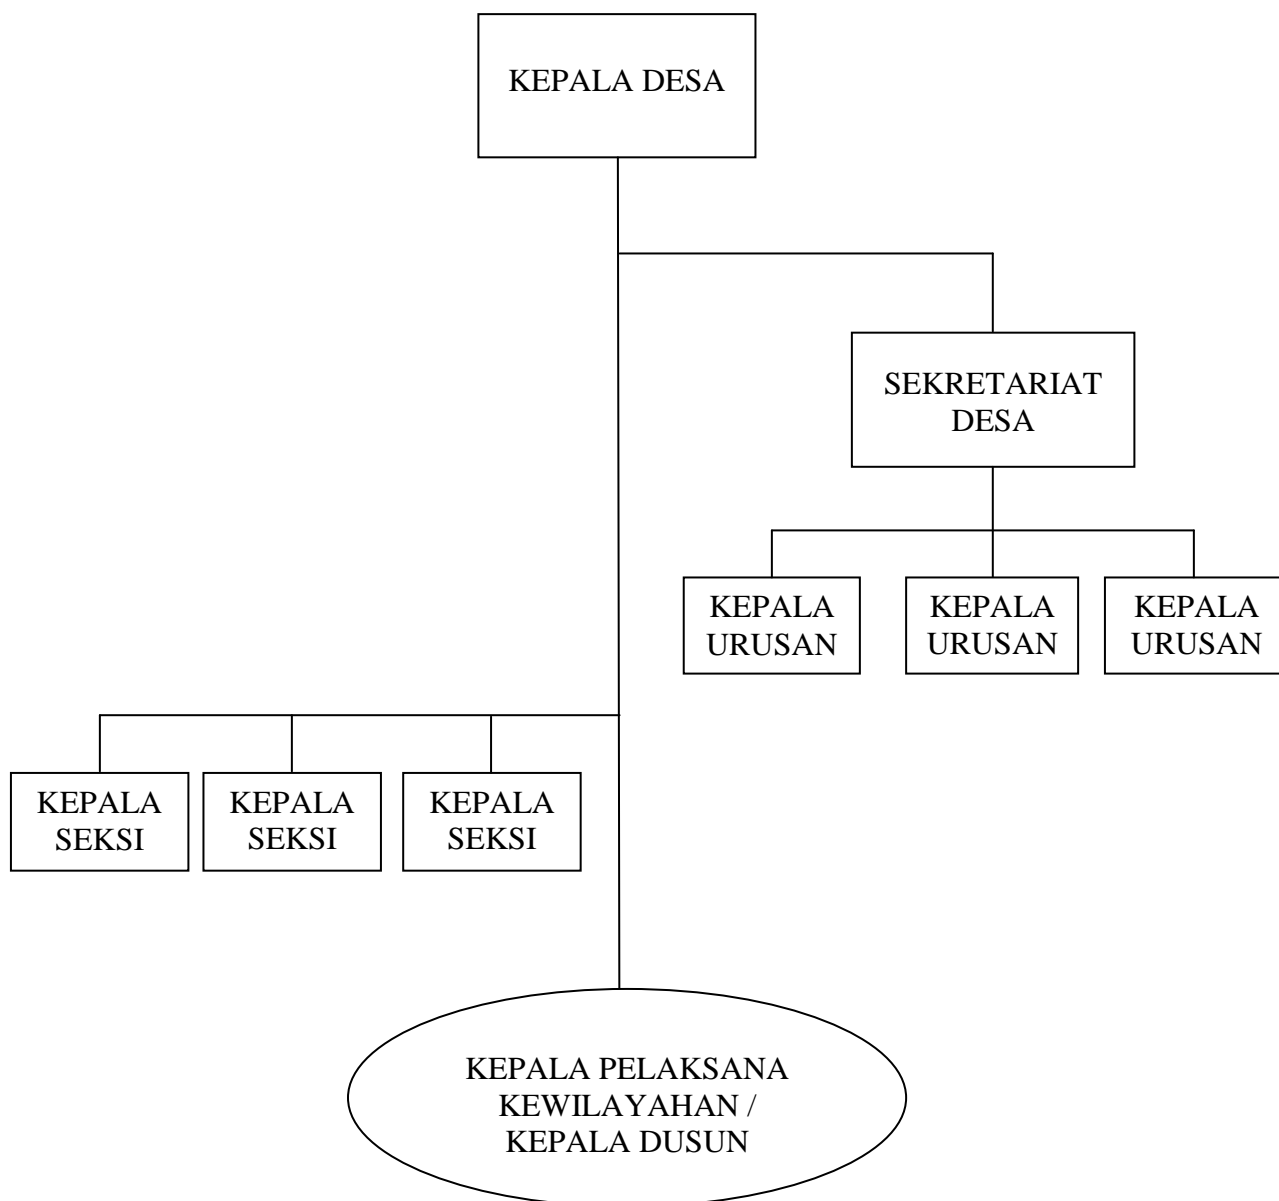 KEPALA DESA
SEKRETARIAT
DESA
KEPALA
URUSAN
KEPALA
URUSAN
KEPALA
URUSAN
KEPALA
SEKSI
KEPALA
SEKSI
KEPALA
SEKSI
KEPALA PELAKSANA
KEWILAYAHAN /
KEPALA DUSUN